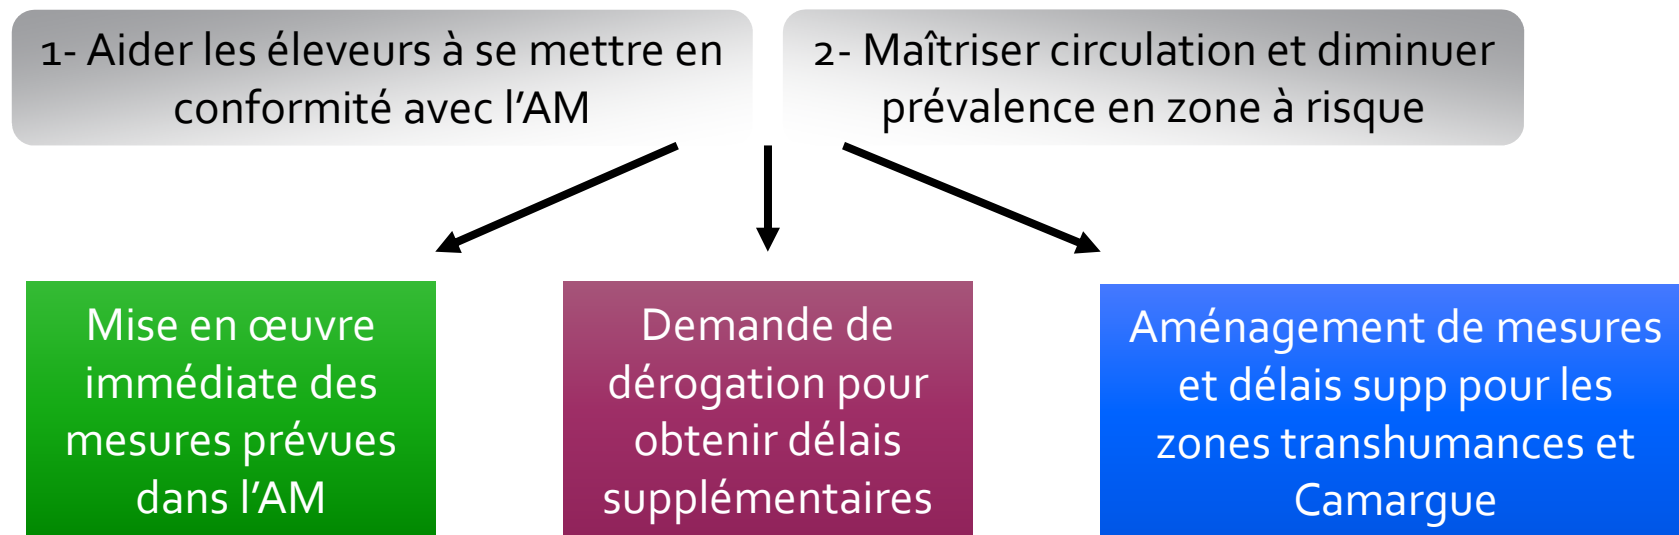 1- Aider les éleveurs à se mettre en
conformité avec l’AM
2- Maîtriser circulation et diminuer
prévalence en zone à risque
Mise en œuvre
immédiate des
mesures prévues
dans l’AM
Demande de
dérogation pour
obtenir délais
supplémentaires
Aménagement de mesures
et délais supp pour les
zones transhumances et
Camargue